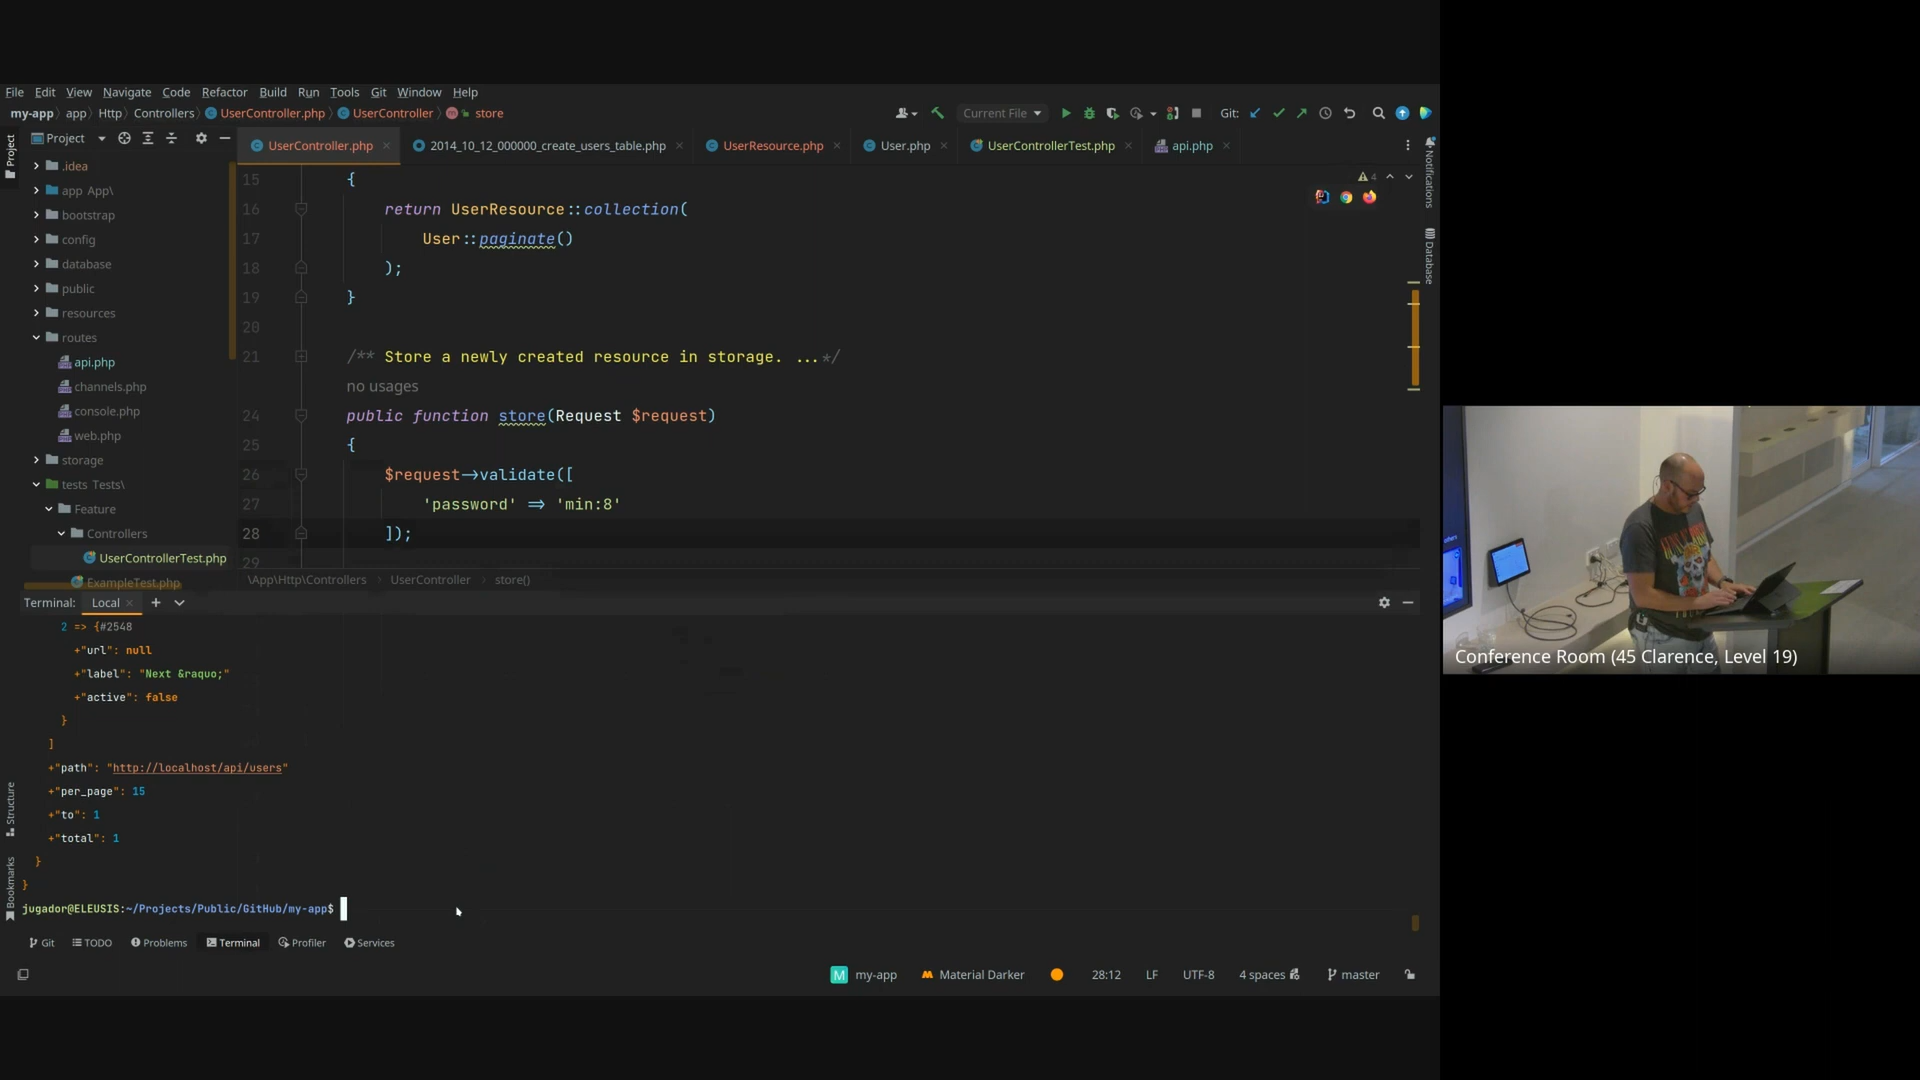 File Edit View Navigate Code Refactor Build Run Tools Git Window Help
my-app app Http Controllers UserController.php UserController store
Current File
Git:
Project
UserController.php
2014_10_12_000000_create_users_table.php
UserResource.php
User.php
UserControllerTest.php
api.php
Project
.idea
app App\
bootstrap
config
database
public
resources
routes
api.php
channels.php
console.php
web.php
storage
tests Tests\
Feature
Controllers
UserControllerTest.php
ExampleTest.php
4
15 {
16 return UserResource::collection(
17 User::paginate()
18 );
19 }
20
21 /** Store a newly created resource in storage. ...*/
no usages
24 public function store(Request $request)
25 {
26 $request->validate([
27 'password' => 'min:8'
28 ]);
29
\App\Http\Controllers > UserController > store()
Notifications
Database
Terminal: Local
2 => {#2548
+"url": null
+"label": "Next &raquo;"
+"active": false
}
]
+"path": "http://localhost/api/users"
+"per_page": 15
+"to": 1
+"total": 1
}
}
jugador@ELEUSIS:~/Projects/Public/GitHub/my-app$
Structure
Bookmarks
Git TODO Problems Terminal Profiler Services
M my-app Material Darker 28:12 LF UTF-8 4 spaces master
Conference Room (45 Clarence, Level 19)